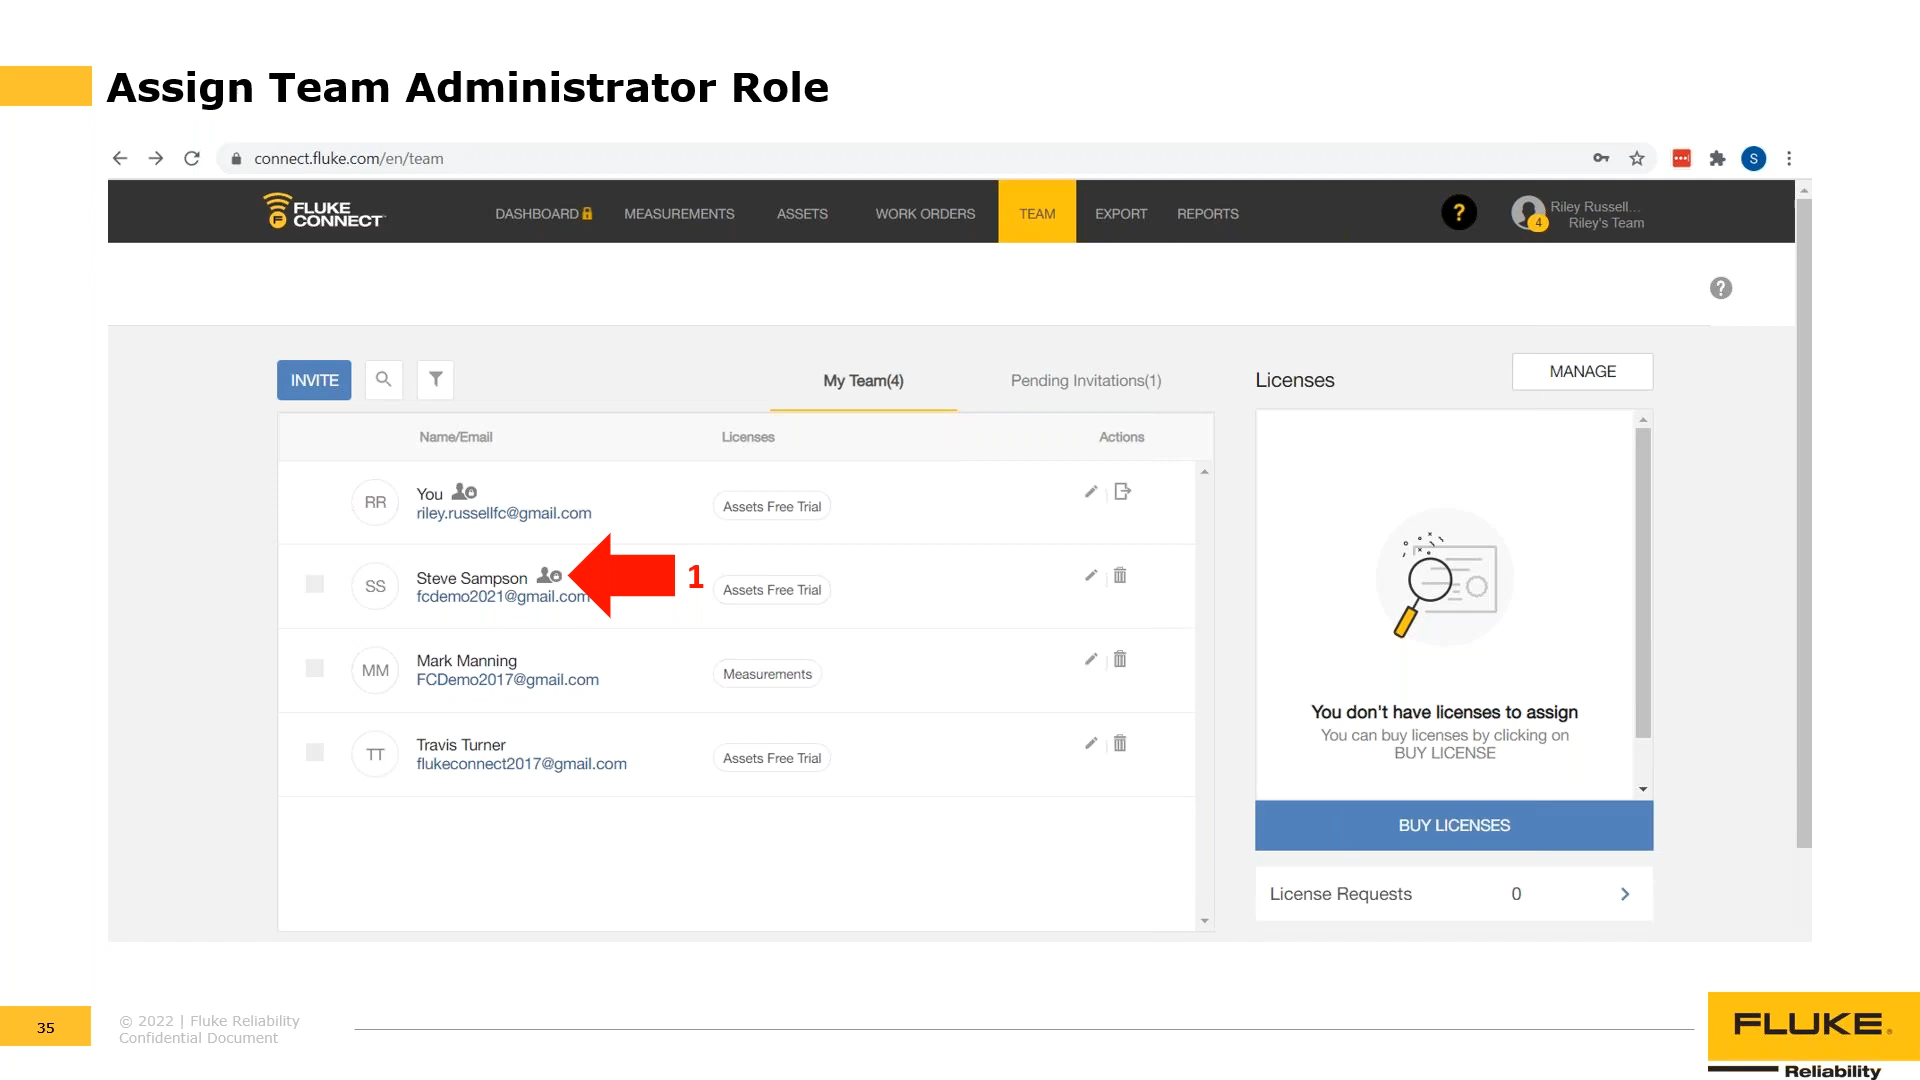 Assign Team Administrator Role
connect.fluke.com/en/team
S
FLUKE CONNECT
DASHBOARD
MEASUREMENTS
ASSETS
WORK ORDERS
TEAM
EXPORT
REPORTS
?
4
Riley Russell...
Riley's Team
?
INVITE
My Team(4)
Pending Invitations(1)
Licenses
MANAGE
Name/Email
Licenses
Actions
RR
You
riley.russellfc@gmail.com
Assets Free Trial
SS
Steve Sampson
fcdemo2021@gmail.com
1
Assets Free Trial
MM
Mark Manning
FCDemo2017@gmail.com
Measurements
TT
Travis Turner
flukeconnect2017@gmail.com
Assets Free Trial
You don't have licenses to assign
You can buy licenses by clicking on
BUY LICENSE
BUY LICENSES
License Requests 0
35
© 2022 | Fluke Reliability
Confidential Document
FLUKE®
Reliability